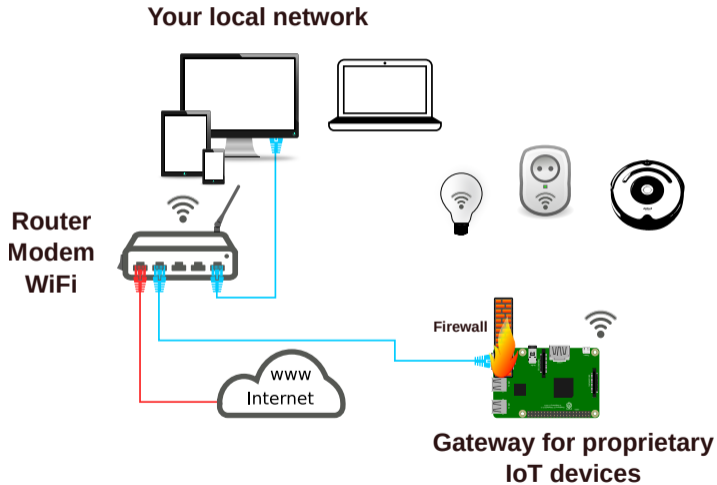 Your local network
Router
Modem
WiFi
Firewall
www
Internet
Gateway for proprietary
IoT devices